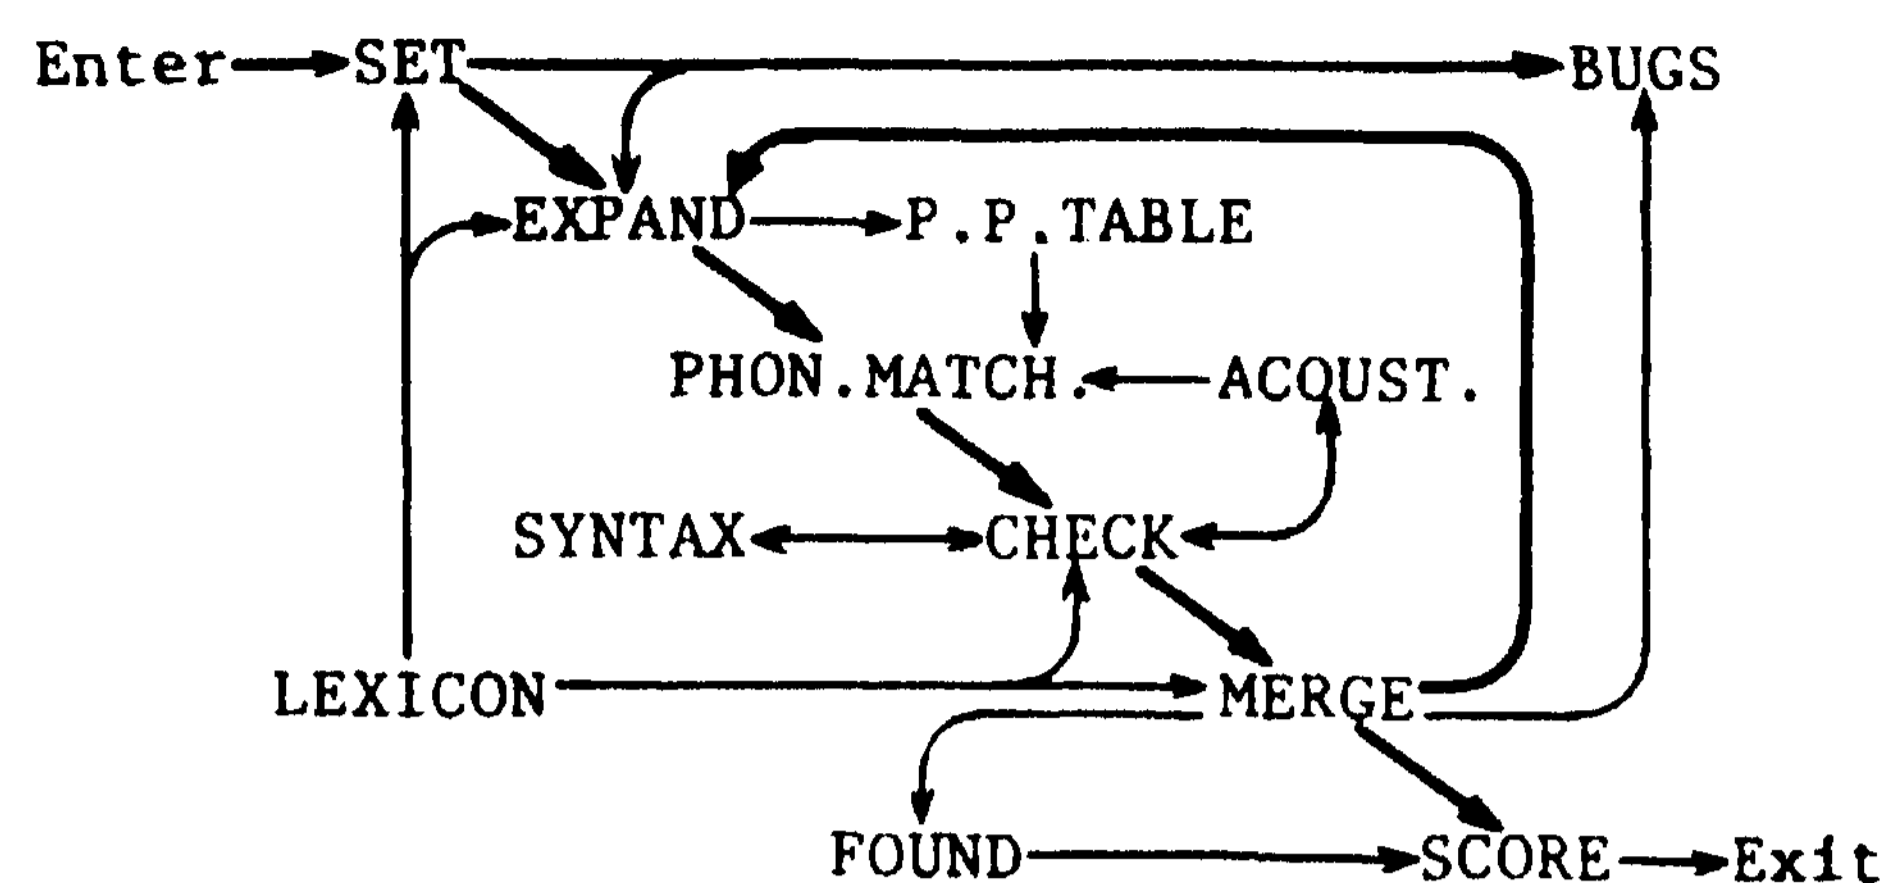 Enter SET BUGS
EXPAND P.P.TABLE
PHON.MATCH. ACOUST.
SYNTAX CHECK
LEXICON MERGE
FOUND SCORE Exit